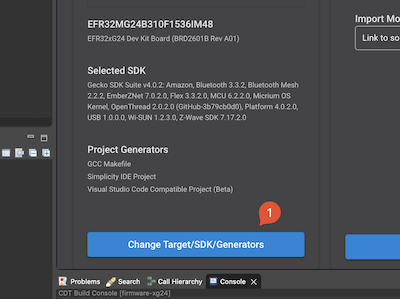 EFR32MG24B310F1536IM48
EFR32xG24 Dev Kit Board (BRD2601B Rev A01)
Selected SDK
Gecko SDK Suite v4.0.2: Amazon, Bluetooth 3.3.2, Bluetooth Mesh
2.2.2, EmberZNet 7.0.2.0, Flex 3.3.2.0, MCU 6.2.2.0, Micrium OS
Kernel, OpenThread 2.0.2.0 (GitHub-3b79cb0d0), Platform 4.0.2.0,
USB 1.0.0.0, Wi-SUN 1.2.3.0, Z-Wave SDK 7.17.2.0
Project Generators
GCC Makefile
Simplicity IDE Project
Visual Studio Code Compatible Project (Beta)
1
Change Target/SDK/Generators
Import Mo
Link to so
Problems
Search
Call Hierarchy
Console
CDT Build Console [firmware-xg24]